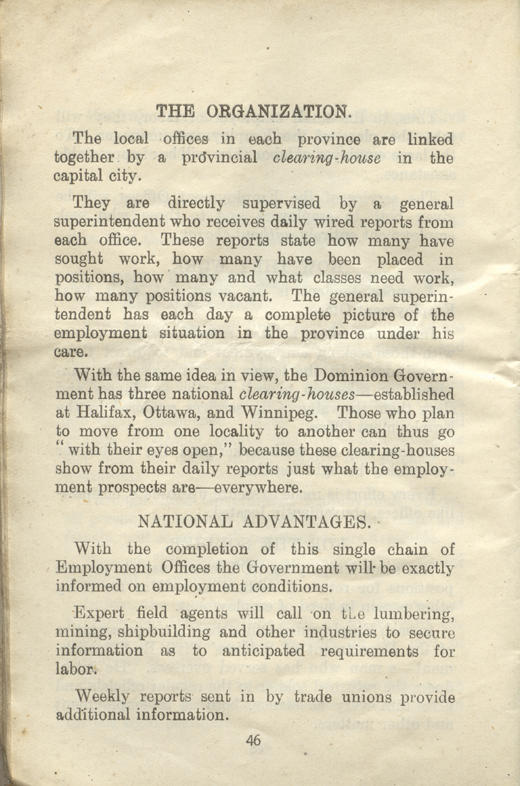 THE ORGANIZATION.
The local offices in each province are linked
together by a provincial clearing-house in the
capital city.
They are directly supervised by a general
superintendent who receives daily wired reports from
each office. These reports state how many have
sought work, how many have been placed in
positions, how many and what classes need work,
how many positions vacant. The general superin-
tendent has each day a complete picture of the
employment situation in the province under his
care.
With the same idea in view, the Dominion Govern-
ment has three national clearing-houses—established
at Halifax, Ottawa, and Winnipeg. Those who plan
to move from one locality to another can thus go
“ with their eyes open,” because these clearing-houses
show from their daily reports just what the employ-
ment prospects are—everywhere.
NATIONAL ADVANTAGES.
With the completion of this single chain of
Employment Offices the Government will be exactly
informed on employment conditions.
Expert field agents will call on the lumbering,
mining, shipbuilding and other industries to secure
information as to anticipated requirements for
labor.
Weekly reports sent in by trade unions provide
additional information.
46